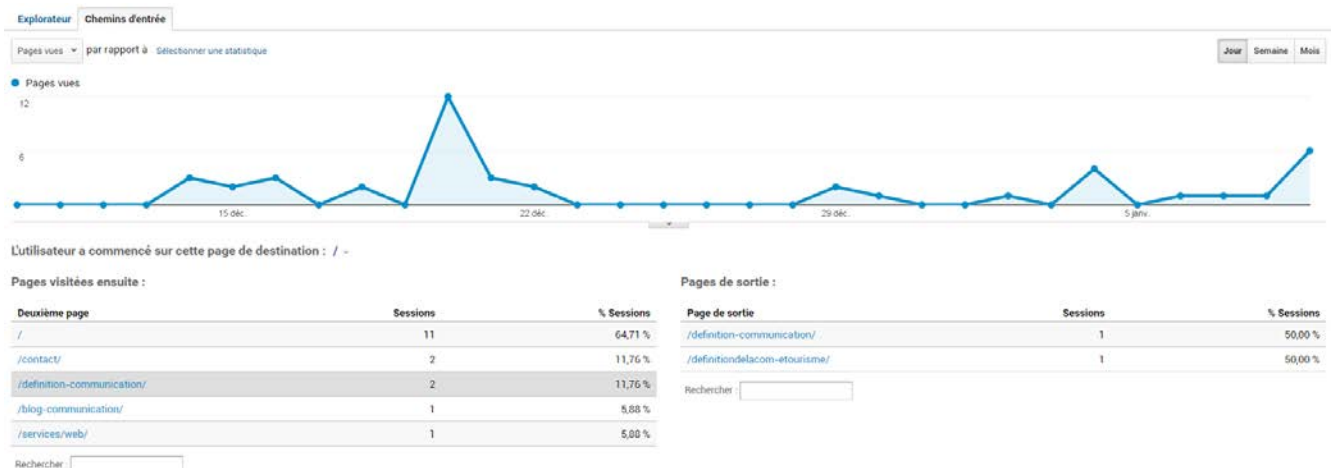 Explorateur Chemins d'entrée
Pages vues par rapport à Sélectionner une statistique Jour Semaine Mois
Pages vues
12
6
15 déc. 22 déc. 29 déc. 5 janv.
L'utilisateur a commencé sur cette page de destination : / -
Pages visitées ensuite : Pages de sortie :
Deuxième page Sessions % Sessions Page de sortie Sessions % Sessions
/ 11 64,71 % /definition-communication/ 1 50,00 %
/contact/ 2 11,76 % /definitiondelacom-etourisme/ 1 50,00 %
/definition-communication/ 2 11,76 % Rechercher :
/blog-communication/ 1 5,88 %
/services/web/ 1 5,88 %
Rechercher :